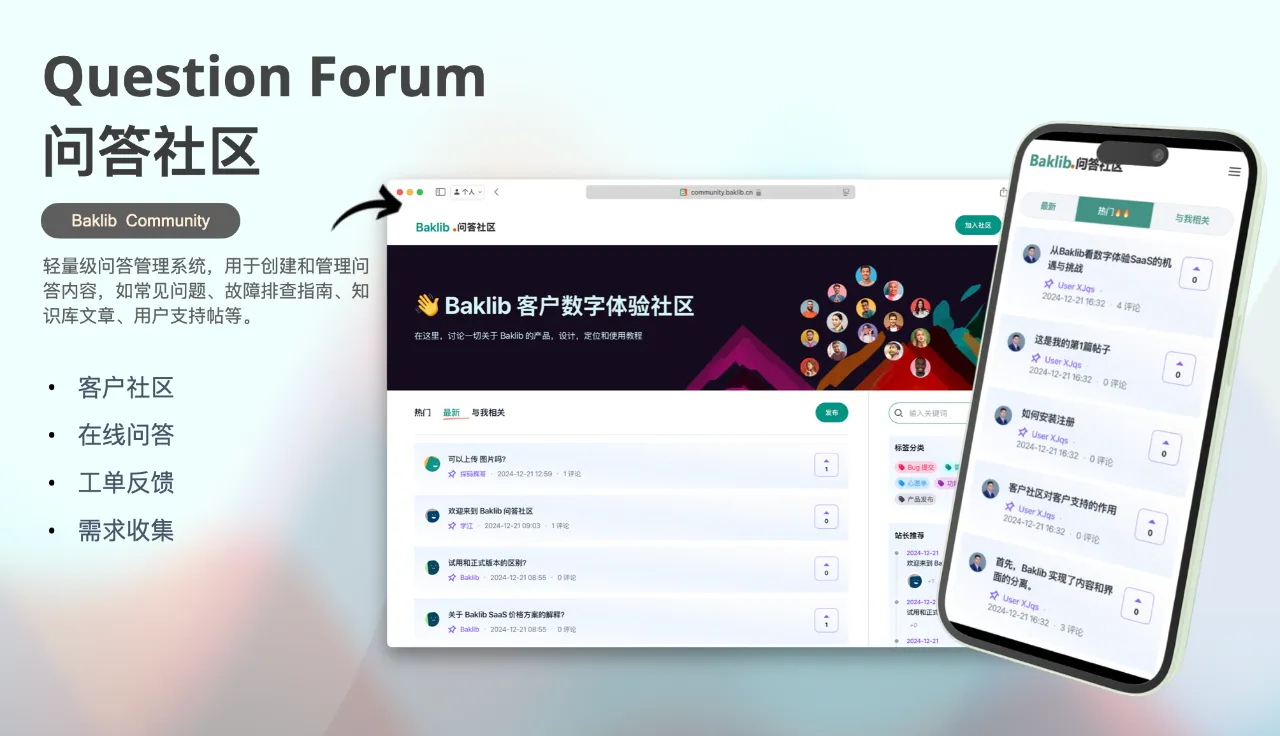 Question Forum
问答社区
Baklib Community
轻量级问答管理系统，用于创建和管理问
答内容，如常见问题、故障排查指南、知
识库文章、用户支持帖等。
• 客户社区
• 在线问答
• 工单反馈
• 需求收集
个人
community.baklib.cn
Baklib.问答社区
加入社区
👋 Baklib 客户数字体验社区
在这里，讨论一切关于 Baklib 的产品，设计，定位和使用教程
热门 最新 与我相关
发布
可以上传 图片吗?
探码辉哥 · 2024-12-21 12:59 · 1 评论
1
欢迎来到 Baklib 问答社区
学江 · 2024-12-21 09:03 · 1 评论
0
试用和正式版本的区别?
Baklib · 2024-12-21 08:55 · 0 评论
0
关于 Baklib SaaS 价格方案的解释?
Baklib · 2024-12-21 08:55 · 0 评论
1
输入关键词
标签分类
Bug 提交
心愿单
产品发布
站长推荐
2024-12-21
欢迎来到 Ba
+1
2024-12-2
试用和正式
+0
2024-12-21
Baklib.问答社区
最新 热门🔥🔥 与我相关
从Baklib看数字体验SaaS的机
遇与挑战
User XJqs ·
2024-12-21 16:32 · 4 评论
0
这是我的第1篇帖子
User XJqs ·
2024-12-21 16:32 · 0 评论
0
如何安装注册
User XJqs ·
2024-12-21 16:32 · 0 评论
0
客户社区对客户支持的作用
User XJqs ·
2024-12-21 16:32 · 0 评论
0
首先，Baklib 实现了内容和界
面的分离。
User XJqs ·
2024-12-21 16:32 · 3 评论
0